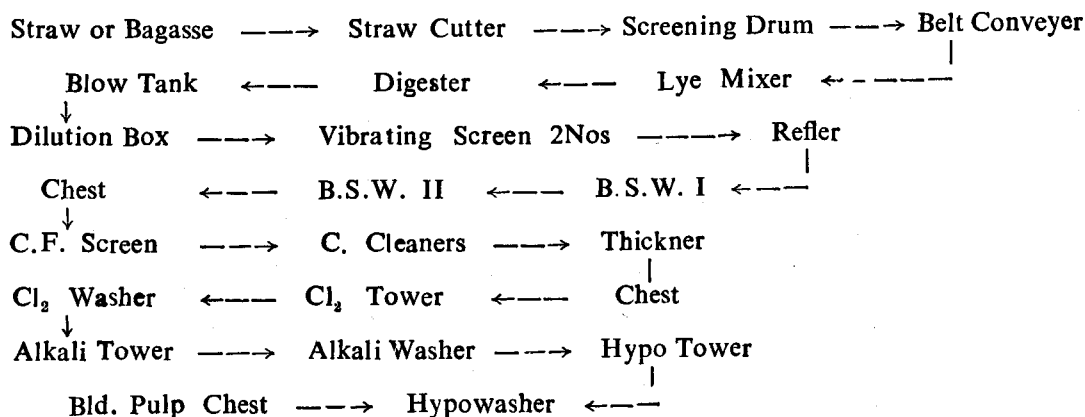 Straw or Bagasse ———→ Straw Cutter ———→ Screening Drum ———→ Belt Conveyer
Blow Tank ←——— Digester ←——— Lye Mixer ←————
Dilution Box ———→ Vibrating Screen 2Nos ————→ Refler
Chest ←——— B.S.W. II ←——— B.S.W. I ←———
C.F. Screen ———→ C. Cleaners ———→ Thickner
Cl₂ Washer ←——— Cl₂ Tower ←——— Chest
Alkali Tower ———→ Alkali Washer ———→ Hypo Tower
Bld. Pulp Chest ———→ Hypowasher ←———